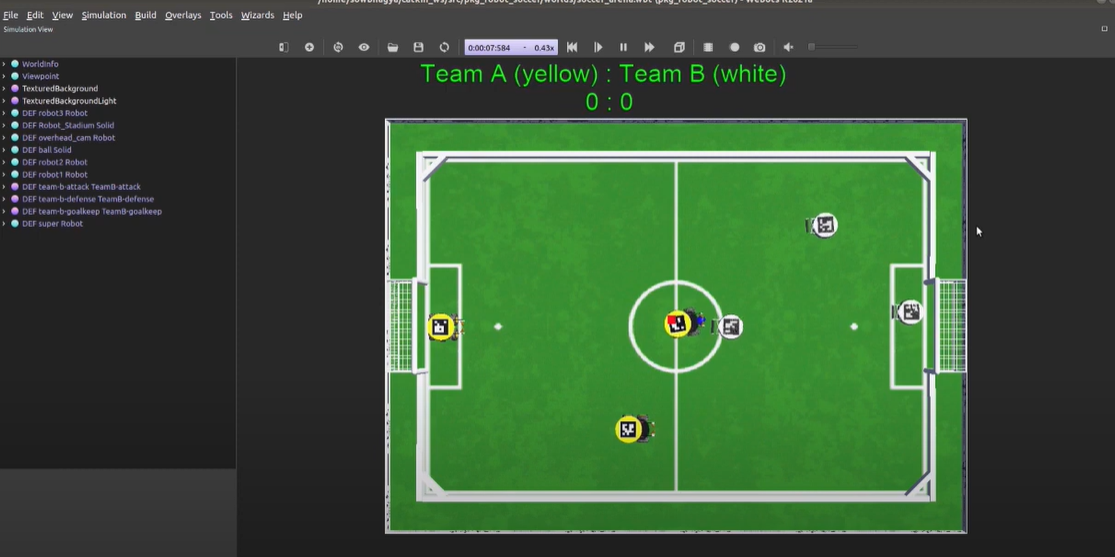 File Edit View Simulation Build Overlays Tools Wizards Help
Simulation View
0:00:07:584 - 0.43x
WorldInfo
Viewpoint
TexturedBackground
TexturedBackgroundLight
DEF robot3 Robot
DEF Robot_Stadium Solid
DEF overhead_cam Robot
DEF ball Solid
DEF robot2 Robot
DEF robot1 Robot
DEF team-b-attack TeamB-attack
DEF team-b-defense TeamB-defense
DEF team-b-goalkeep TeamB-goalkeep
DEF super Robot
Team A (yellow) : Team B (white)
0 : 0